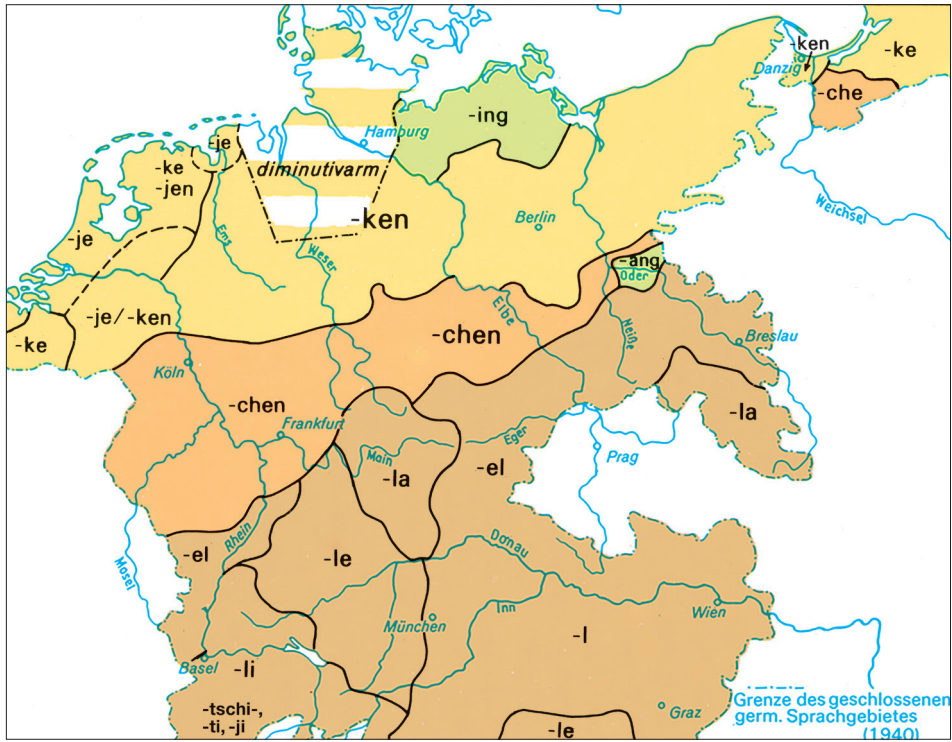 -ken
Danzig
-ke
-che
-ing
Hamburg
-je
-ke
-jen
diminutivarm
-ken
Weichsel
Berlin
-je
Ems
Weser
-ang
Oder
-je/-ken
-ke
Elbe
-chen
Neiße
Breslau
Köln
-chen
Frankfurt
-la
Eger
Prag
Main
-la
-el
Rhein
-el
Mosel
-le
Donau
Inn
Wien
München
-l
Basel
-li
-tschi-,
-ti, -ji
Graz
-le
Grenze des geschlossenen
germ. Sprachgebietes
(1940)